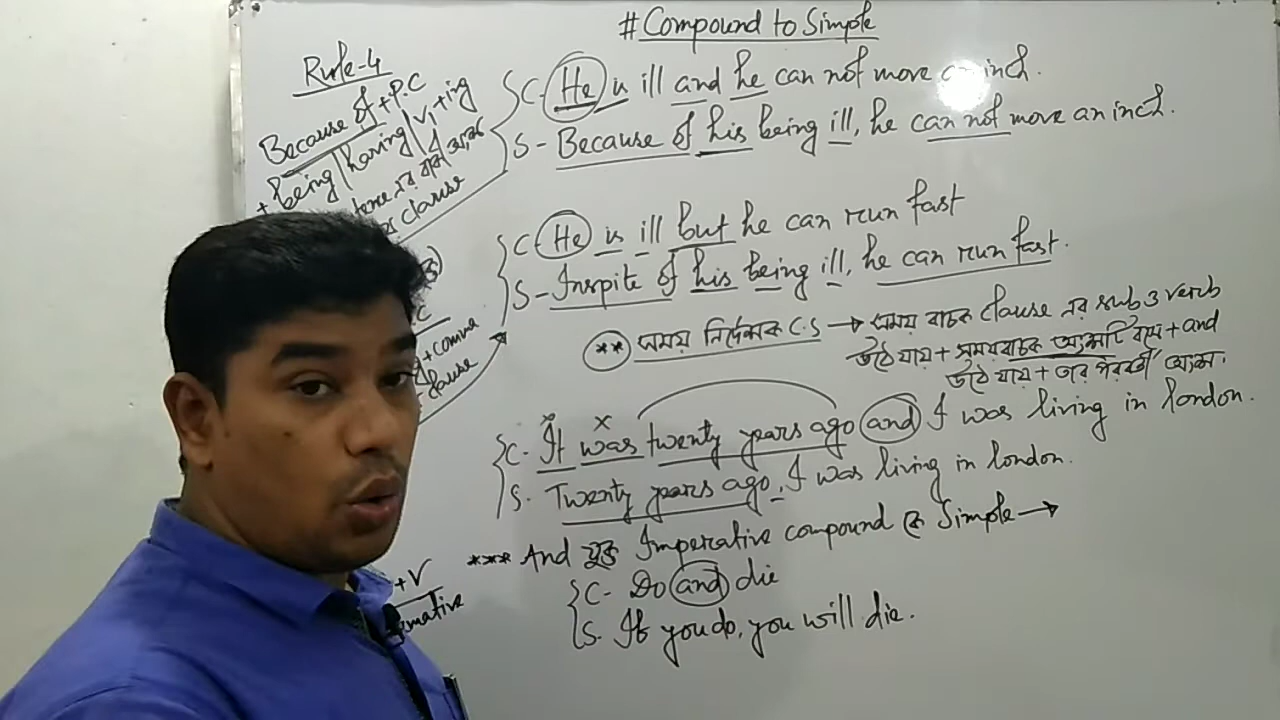 #Compound to Simple
Rule-4
Because of + P.C
+ being/having/V₁+ing
clause
C- He is ill and he can not move an inch.
S- Because of his being ill, he can not move an inch.
C- He is ill but he can run fast
S- Inspite of his being ill, he can run fast.
** সময় নির্দেশক C.S → সময় বাচক clause এর sub ও verb
উঠে যায় + সময়বাচক অংশটি বসে + and
উঠে যায় + তার পরবর্তী অংশ.
+comma
clause
C- It was twenty years ago and I was living in london.
S- Twenty years ago, I was living in london.
*** And যুক্ত Imperative compound কে Simple →
+V
C- Do and die
S. If you do, you will die.